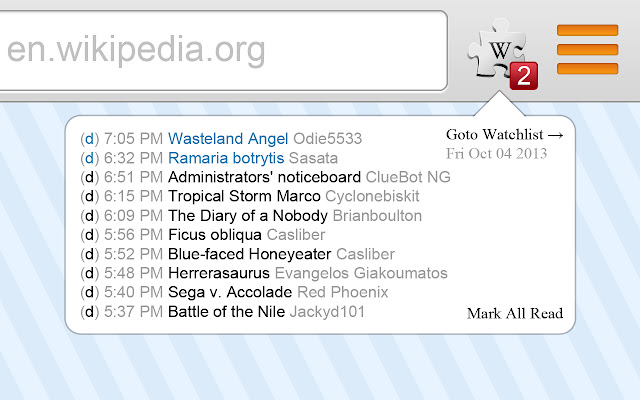 en.wikipedia.org
W
2
Goto Watchlist →
Fri Oct 04 2013
(d) 7:05 PM Wasteland Angel Odie5533
(d) 6:32 PM Ramaria botrytis Sasata
(d) 6:51 PM Administrators' noticeboard ClueBot NG
(d) 6:15 PM Tropical Storm Marco Cyclonebiskit
(d) 6:09 PM The Diary of a Nobody Brianboulton
(d) 5:56 PM Ficus obliqua Casliber
(d) 5:52 PM Blue-faced Honeyeater Casliber
(d) 5:48 PM Herrerasaurus Evangelos Giakoumatos
(d) 5:40 PM Sega v. Accolade Red Phoenix
(d) 5:37 PM Battle of the Nile Jackyd101
Mark All Read